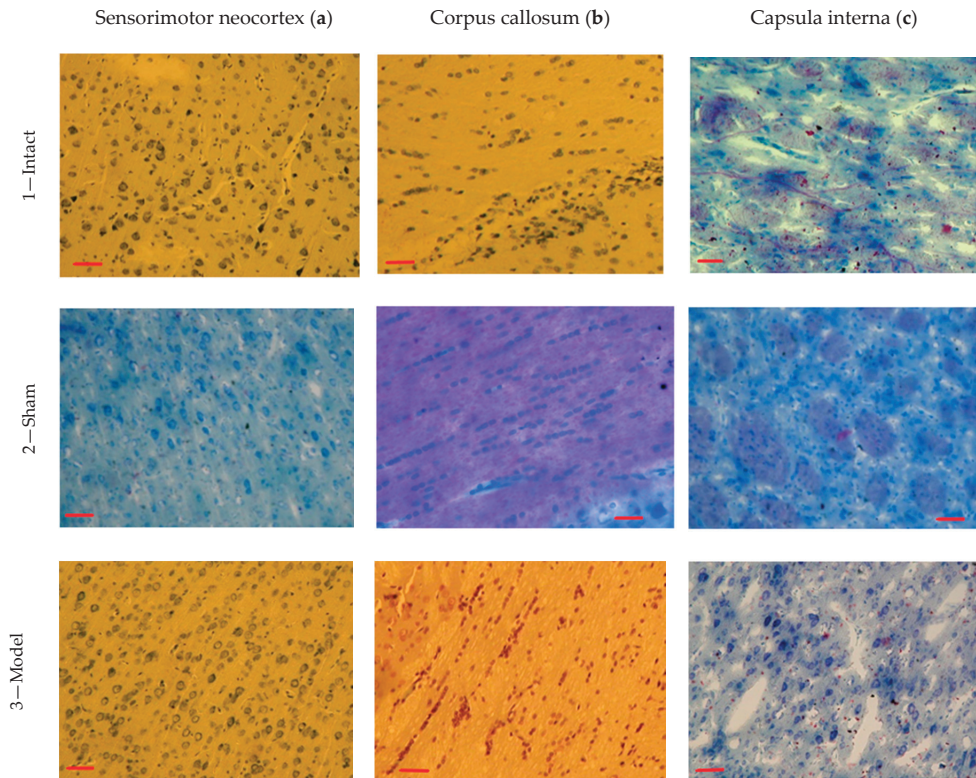 Sensorimotor neocortex (a)
Corpus callosum (b)
Capsula interna (c)
1—Intact
2—Sham
3—Model